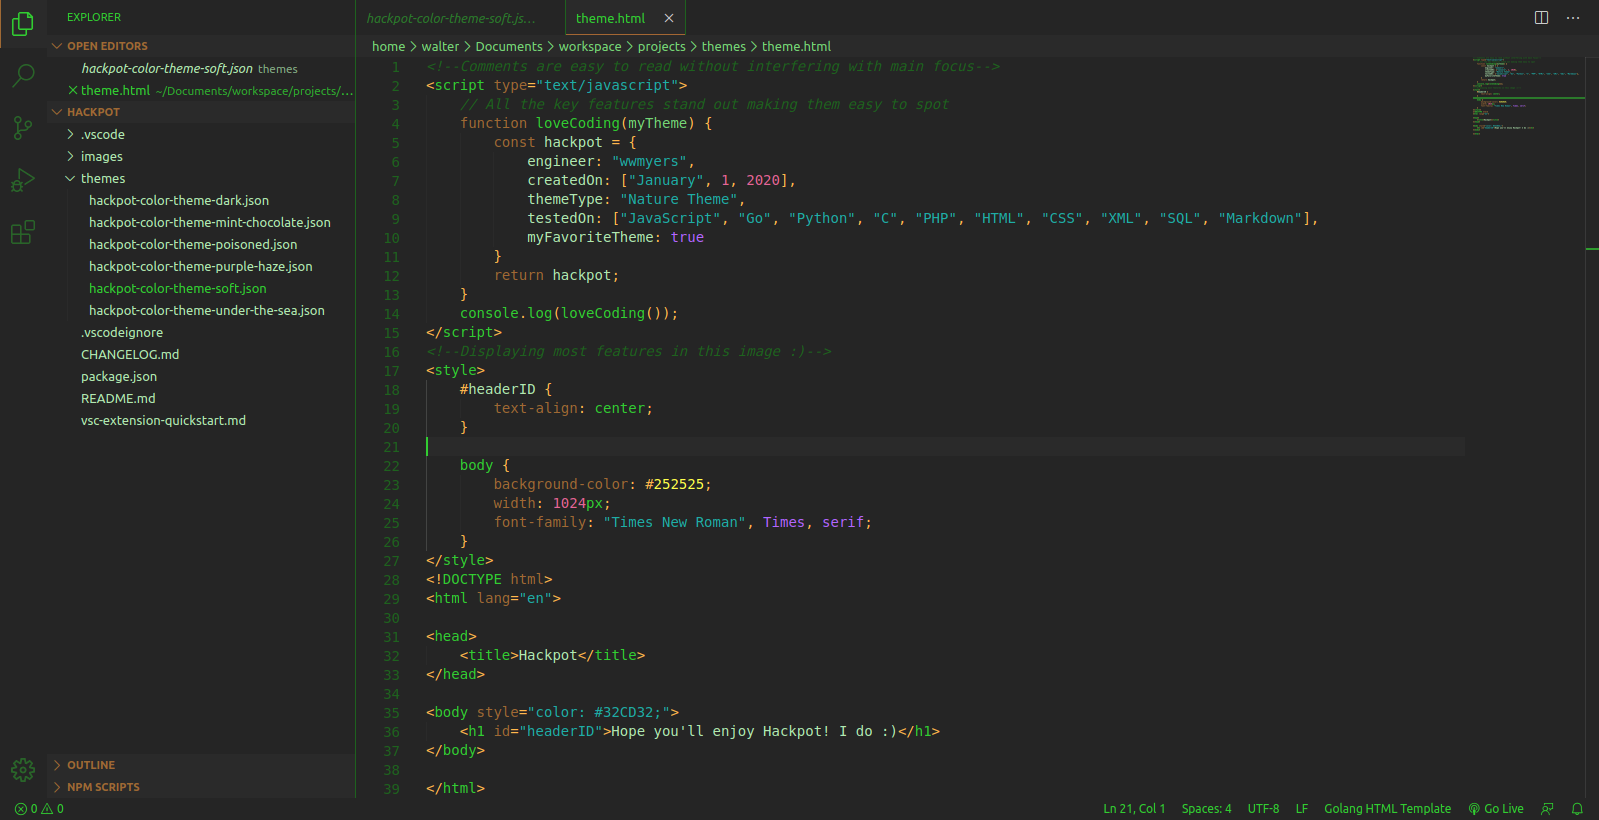 EXPLORER
OPEN EDITORS
hackpot-color-theme-soft.json themes
theme.html ~/Documents/workspace/projects/...
HACKPOT
.vscode
images
themes
hackpot-color-theme-dark.json
hackpot-color-theme-mint-chocolate.json
hackpot-color-theme-poisoned.json
hackpot-color-theme-purple-haze.json
hackpot-color-theme-soft.json
hackpot-color-theme-under-the-sea.json
.vscodeignore
CHANGELOG.md
package.json
README.md
vsc-extension-quickstart.md
OUTLINE
NPM SCRIPTS
hackpot-color-theme-soft.js... theme.html
home > walter > Documents > workspace > projects > themes > theme.html
1 <!--Comments are easy to read without interfering with main focus-->
2 <script type="text/javascript">
3 // All the key features stand out making them easy to spot
4 function loveCoding(myTheme) {
5 const hackpot = {
6 engineer: "wwmyers",
7 createdOn: ["January", 1, 2020],
8 themeType: "Nature Theme",
9 testedOn: ["JavaScript", "Go", "Python", "C", "PHP", "HTML", "CSS", "XML", "SQL", "Markdown"],
10 myFavoriteTheme: true
11 }
12 return hackpot;
13 }
14 console.log(loveCoding());
15 </script>
16 <!--Displaying most features in this image :)-->
17 <style>
18 #headerID {
19 text-align: center;
20 }
21
22 body {
23 background-color: #252525;
24 width: 1024px;
25 font-family: "Times New Roman", Times, serif;
26 }
27 </style>
28 <!DOCTYPE html>
29 <html lang="en">
30
31 <head>
32 <title>Hackpot</title>
33 </head>
34
35 <body style="color: #32CD32;">
36 <h1 id="headerID">Hope you'll enjoy Hackpot! I do :)</h1>
37 </body>
38
39 </html>
0 0 Ln 21, Col 1 Spaces: 4 UTF-8 LF Golang HTML Template Go Live